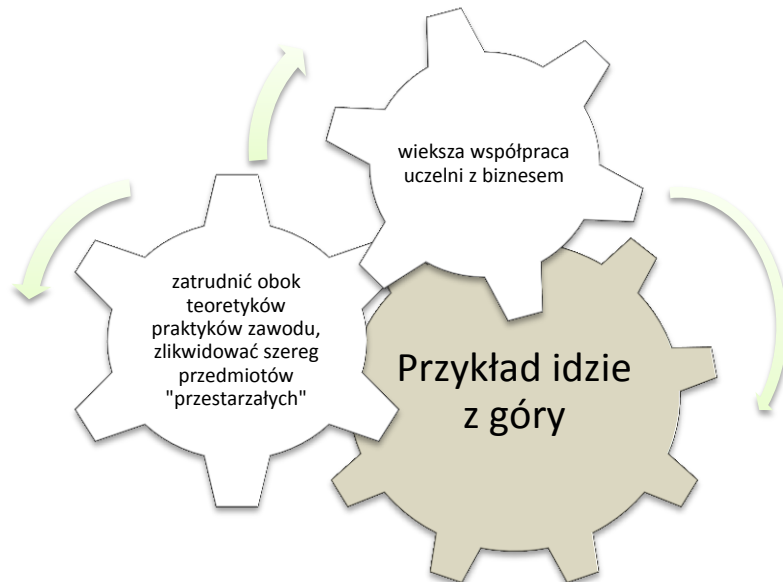 wieksza współpraca
uczelni z biznesem
zatrudnić obok
teoretyków
praktyków zawodu,
zlikwidować szereg
przedmiotów
"przestarzałych"
Przykład idzie
z góry